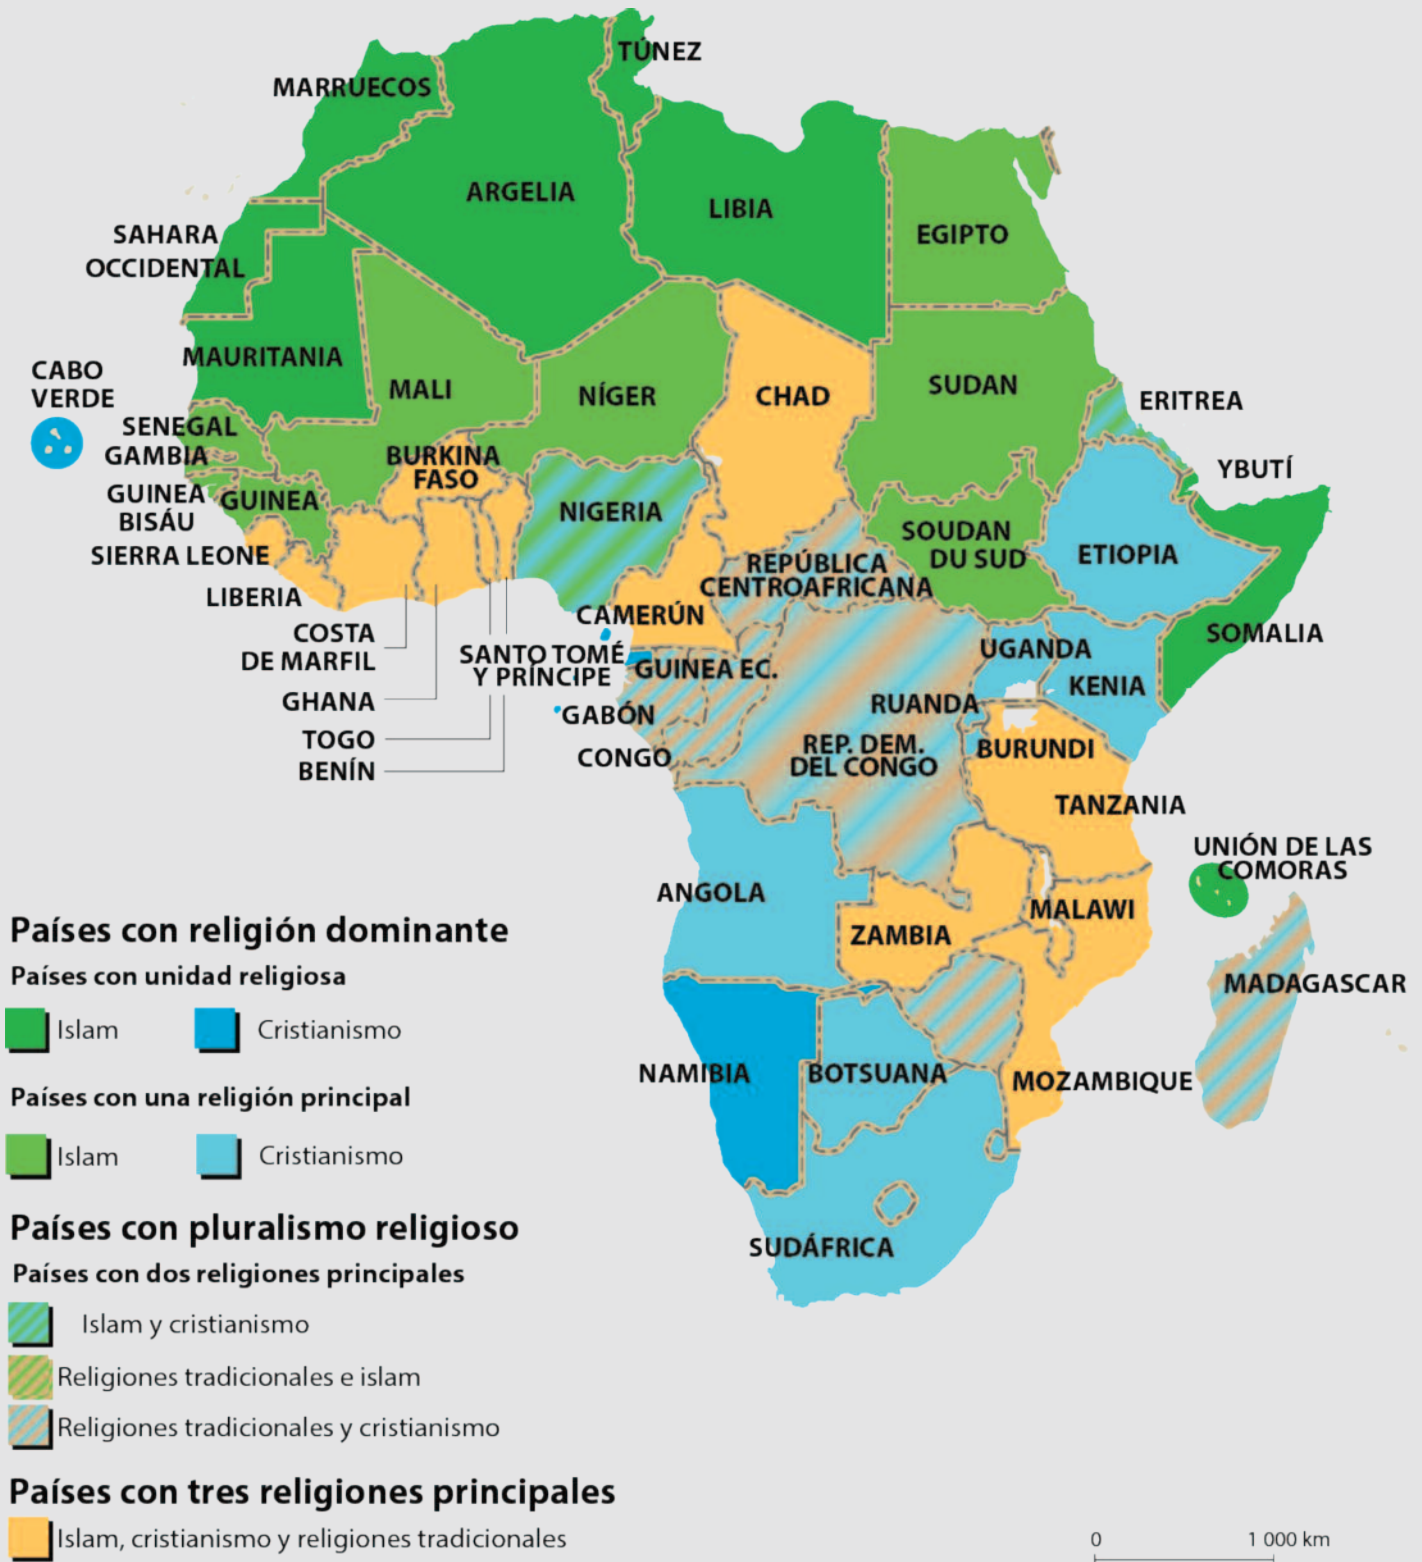 TÚNEZ
MARRUECOS
ARGELIA
LIBIA
EGIPTO
SAHARA
OCCIDENTAL
MAURITANIA
CABO
VERDE
MALI
NÍGER
CHAD
SUDAN
ERITREA
SENEGAL
GAMBIA
BURKINA
FASO
YBUTÍ
GUINEA
BISÁU
GUINEA
NIGERIA
SOUDAN
DU SUD
ETIOPIA
SIERRA LEONE
REPÚBLICA
CENTROAFRICANA
LIBERIA
CAMERÚN
COSTA
DE MARFIL
SANTO TOMÉ
Y PRÍNCIPE
GUINEA EC.
UGANDA
SOMALIA
KENIA
GHANA
RUANDA
GABÓN
TOGO
BENÍN
CONGO
REP. DEM.
DEL CONGO
BURUNDI
TANZANIA
UNIÓN DE LAS
COMORAS
ANGOLA
MALAWI
ZAMBIA
MADAGASCAR
NAMIBIA
BOTSUANA
MOZAMBIQUE
SUDÁFRICA
Países con religión dominante
Países con unidad religiosa
Islam
Cristianismo
Países con una religión principal
Islam
Cristianismo
Países con pluralismo religioso
Países con dos religiones principales
Islam y cristianismo
Religiones tradicionales e islam
Religiones tradicionales y cristianismo
Países con tres religiones principales
Islam, cristianismo y religiones tradicionales
0 1 000 km